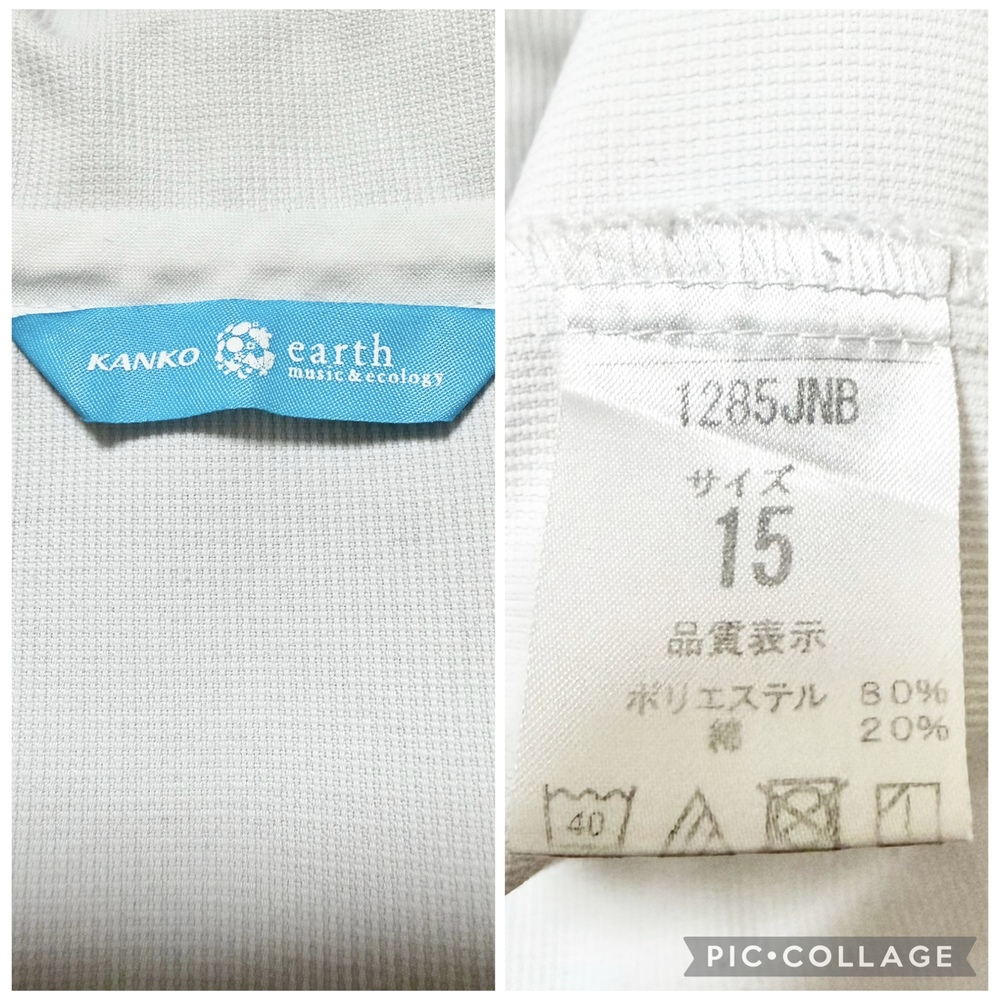 KANKO earth
music & ecology
1285JNB
サイズ
15
品質表示
ポリエステル 80%
綿 20%
40
PIC•COLLAGE